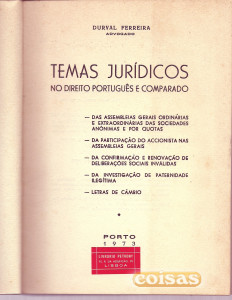 DURVAL FERREIRA
ADVOGADO
TEMAS JURÍDICOS
NO DIREITO PORTUGUÊS E COMPARADO
— DAS ASSEMBLEIAS GERAIS ORDINÁRIAS
E EXTRAORDINÁRIAS DAS SOCIEDADES
ANÓNIMAS E POR QUOTAS
— DA PARTICIPAÇÃO DO ACCIONISTA NAS
ASSEMBLEIAS GERAIS
— DA CONFIRMAÇÃO E RENOVAÇÃO DE
DELIBERAÇÕES SOCIAIS INVÁLIDAS
— DA INVESTIGAÇÃO DE PATERNIDADE
ILEGÍTIMA
— LETRAS DE CÂMBIO
PORTO
1973
LIVRARIA PETRONY
LISBOA
coisas